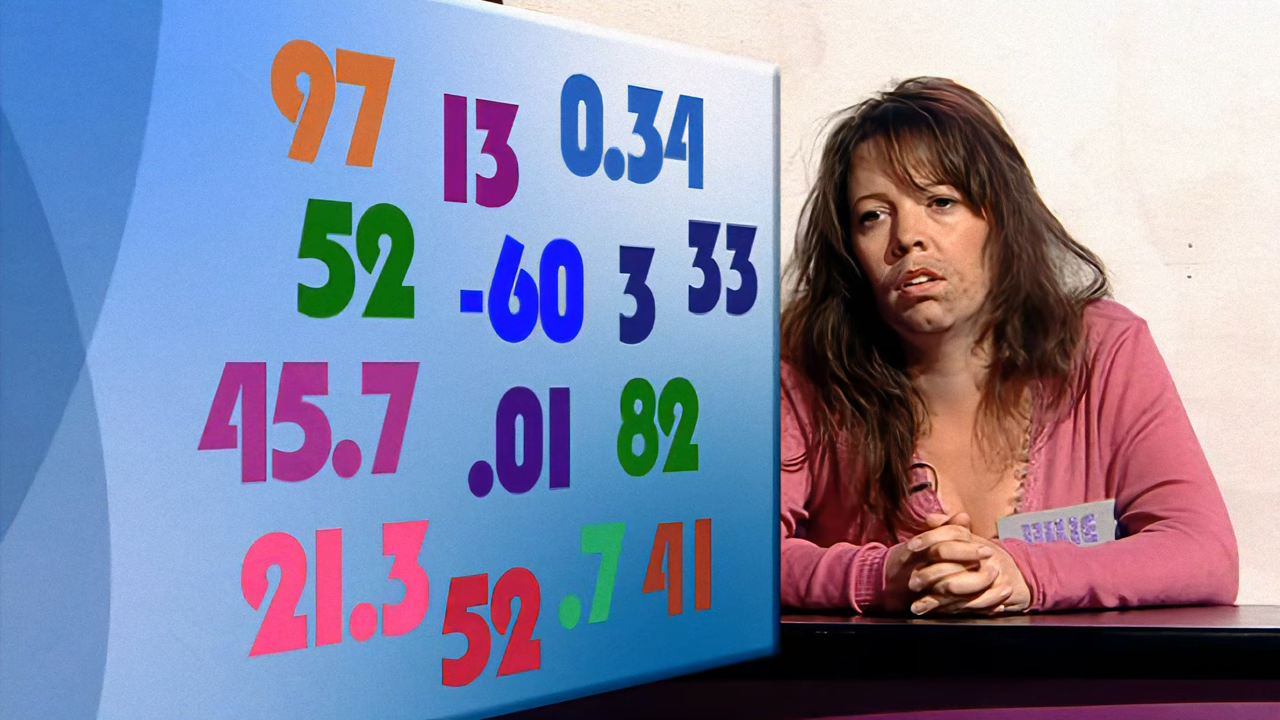 97 13 0.34
52 -60 3 33
45.7 .01 82
21.3 52 .7 41